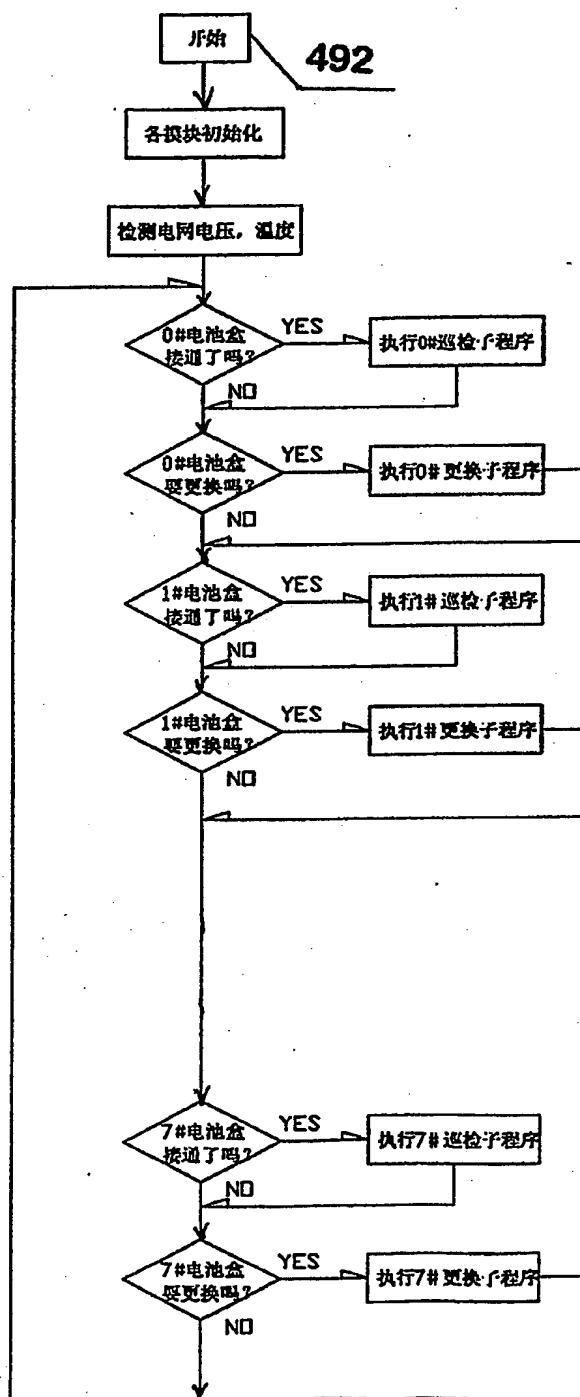 开始
492
各摸块初始化
检测电网电压，温度
0#电池盒
接通了吗?
YES
执行0#巡检子程序
NO
0#电池盒
要更换吗?
YES
执行0#更换子程序
NO
1#电池盒
接通了吗?
YES
执行1#巡检子程序
NO
1#电池盒
要更换吗?
YES
执行1#更换子程序
NO
7#电池盒
接通了吗?
YES
执行7#巡检子程序
NO
7#电池盒
要更换吗?
YES
执行7#更换子程序
NO